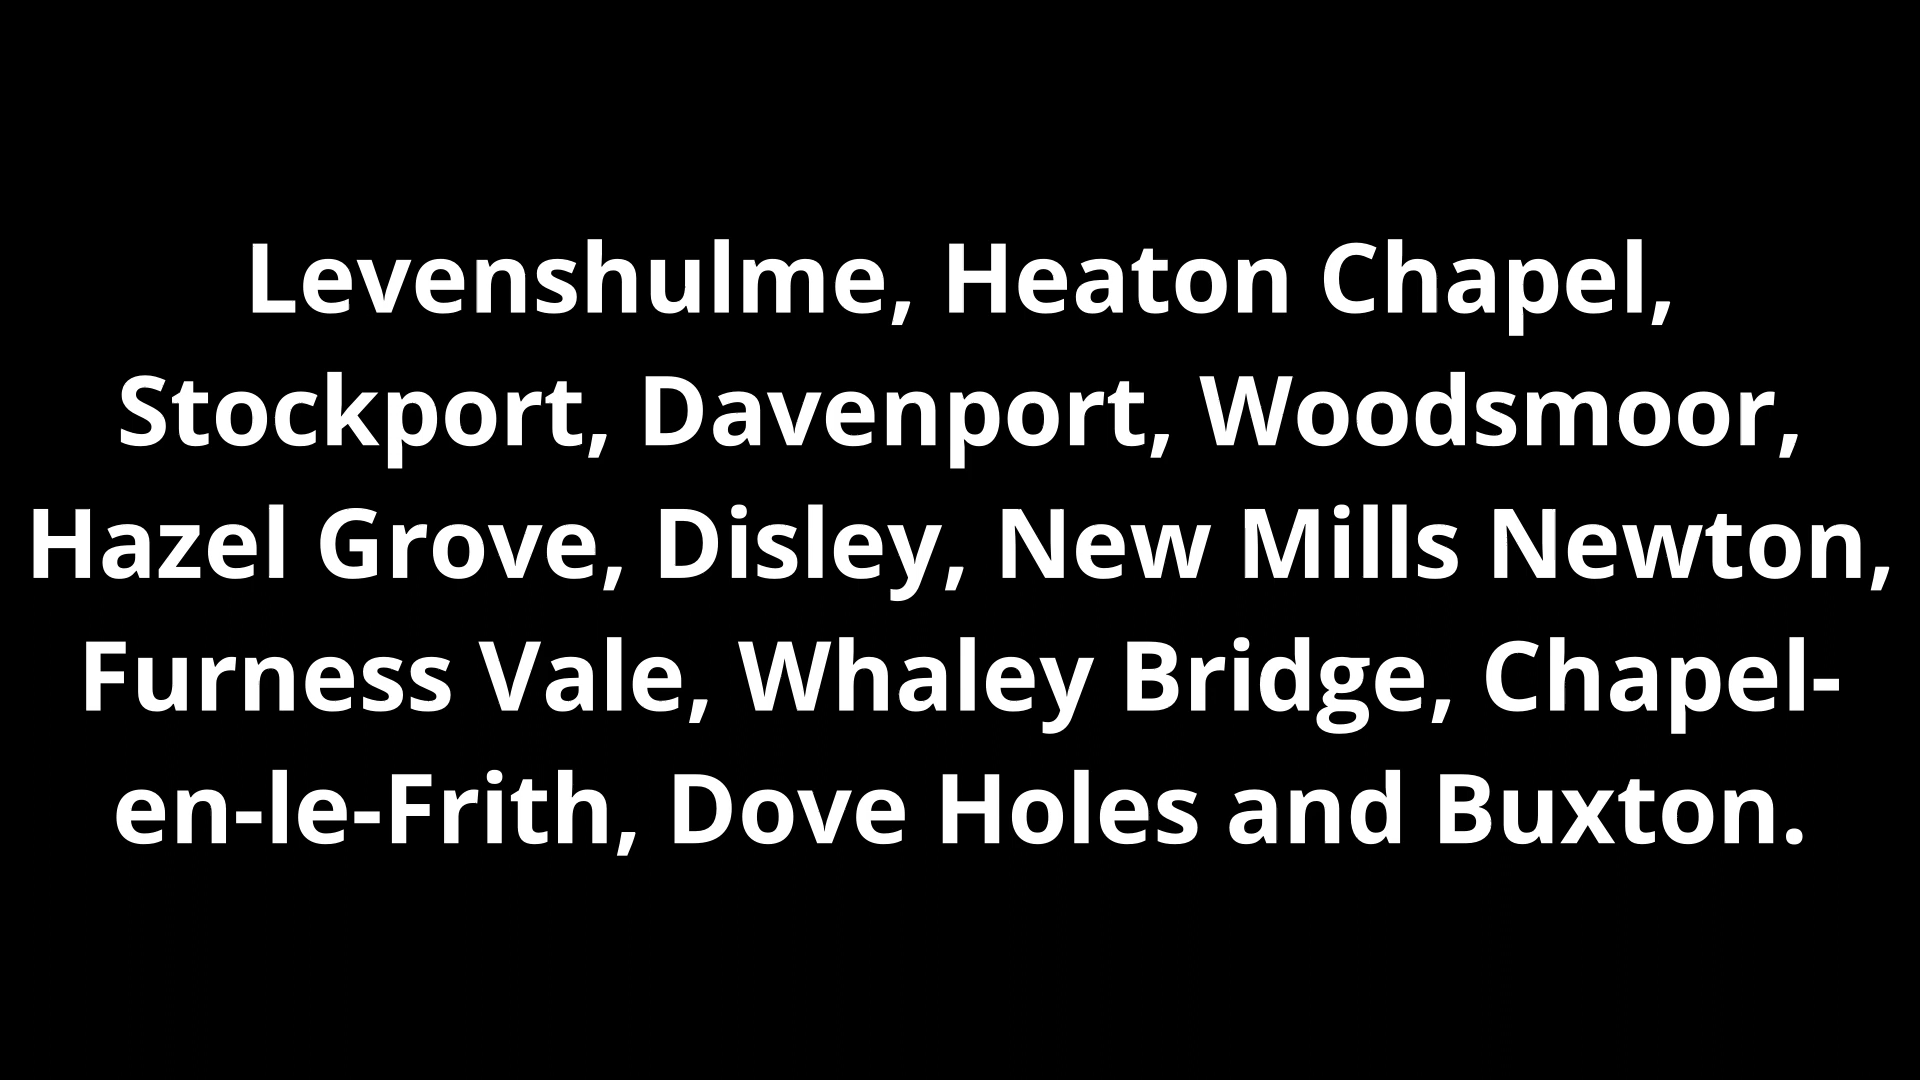 Levenshulme, Heaton Chapel,
Stockport, Davenport, Woodsmoor,
Hazel Grove, Disley, New Mills Newton,
Furness Vale, Whaley Bridge, Chapel-
en-le-Frith, Dove Holes and Buxton.